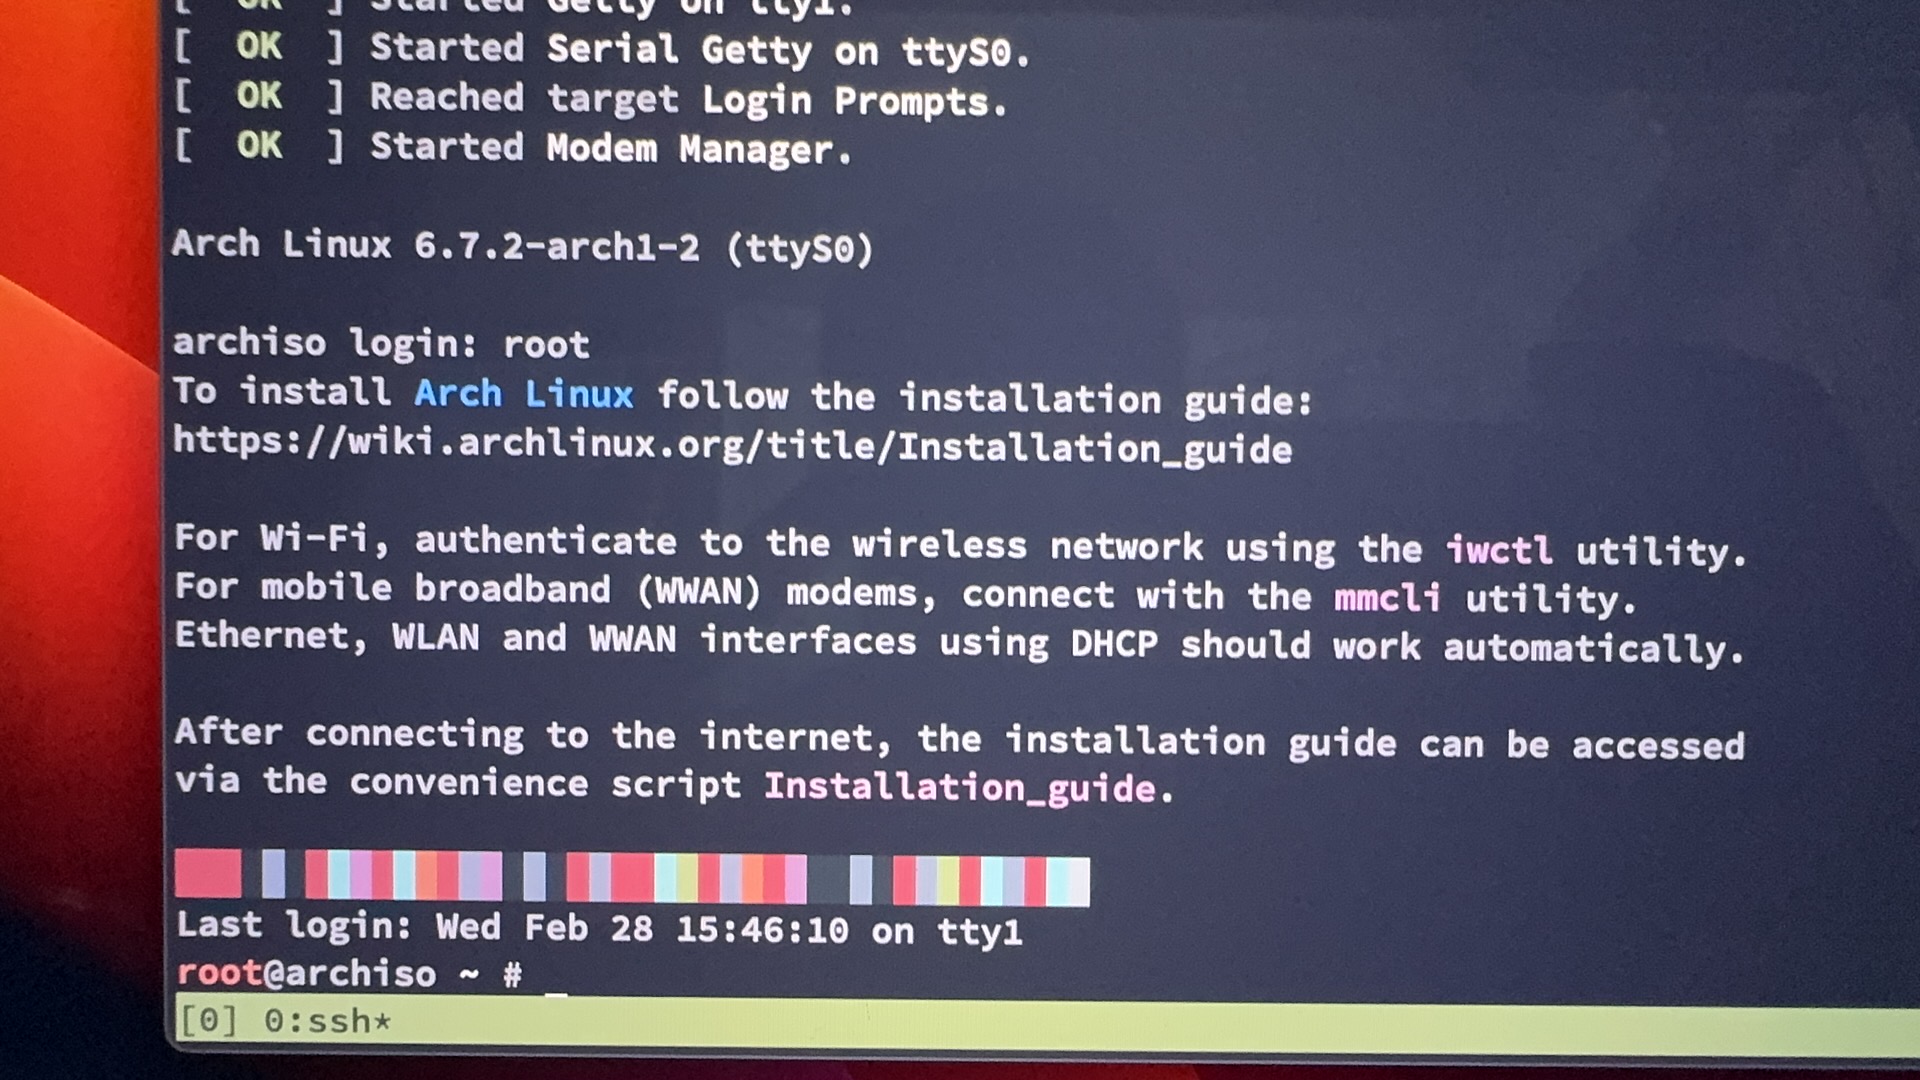 [  OK  ] Started Getty on tty1.
[  OK  ] Started Serial Getty on ttyS0.
[  OK  ] Reached target Login Prompts.
[  OK  ] Started Modem Manager.
Arch Linux 6.7.2-arch1-2 (ttyS0)
archiso login: root
To install Arch Linux follow the installation guide:
https://wiki.archlinux.org/title/Installation_guide
For Wi-Fi, authenticate to the wireless network using the iwctl utility.
For mobile broadband (WWAN) modems, connect with the mmcli utility.
Ethernet, WLAN and WWAN interfaces using DHCP should work automatically.
After connecting to the internet, the installation guide can be accessed
via the convenience script Installation_guide.
Last login: Wed Feb 28 15:46:10 on tty1
root@archiso ~ #
[0] 0:ssh*